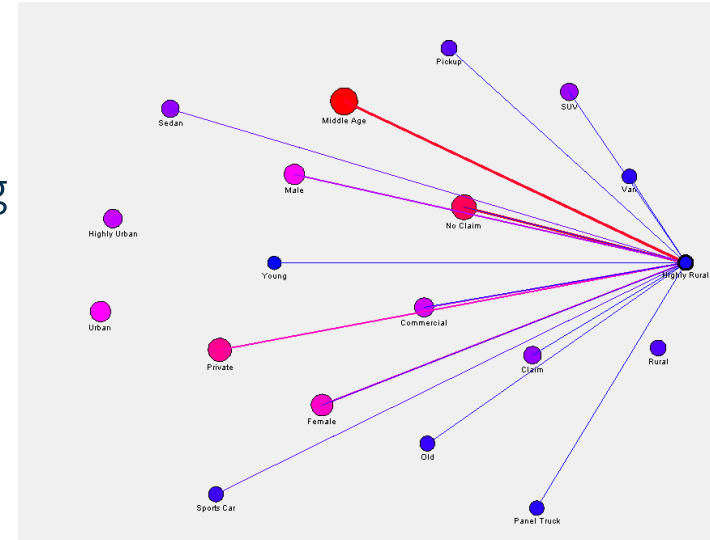 g
Pickup
SUV
Sedan
Middle Age
Van
Male
No Claim
Highly Urban
Highly Rural
Young
Urban
Commercial
Private
Claim
Rural
Female
Old
Sports Car
Panel Truck